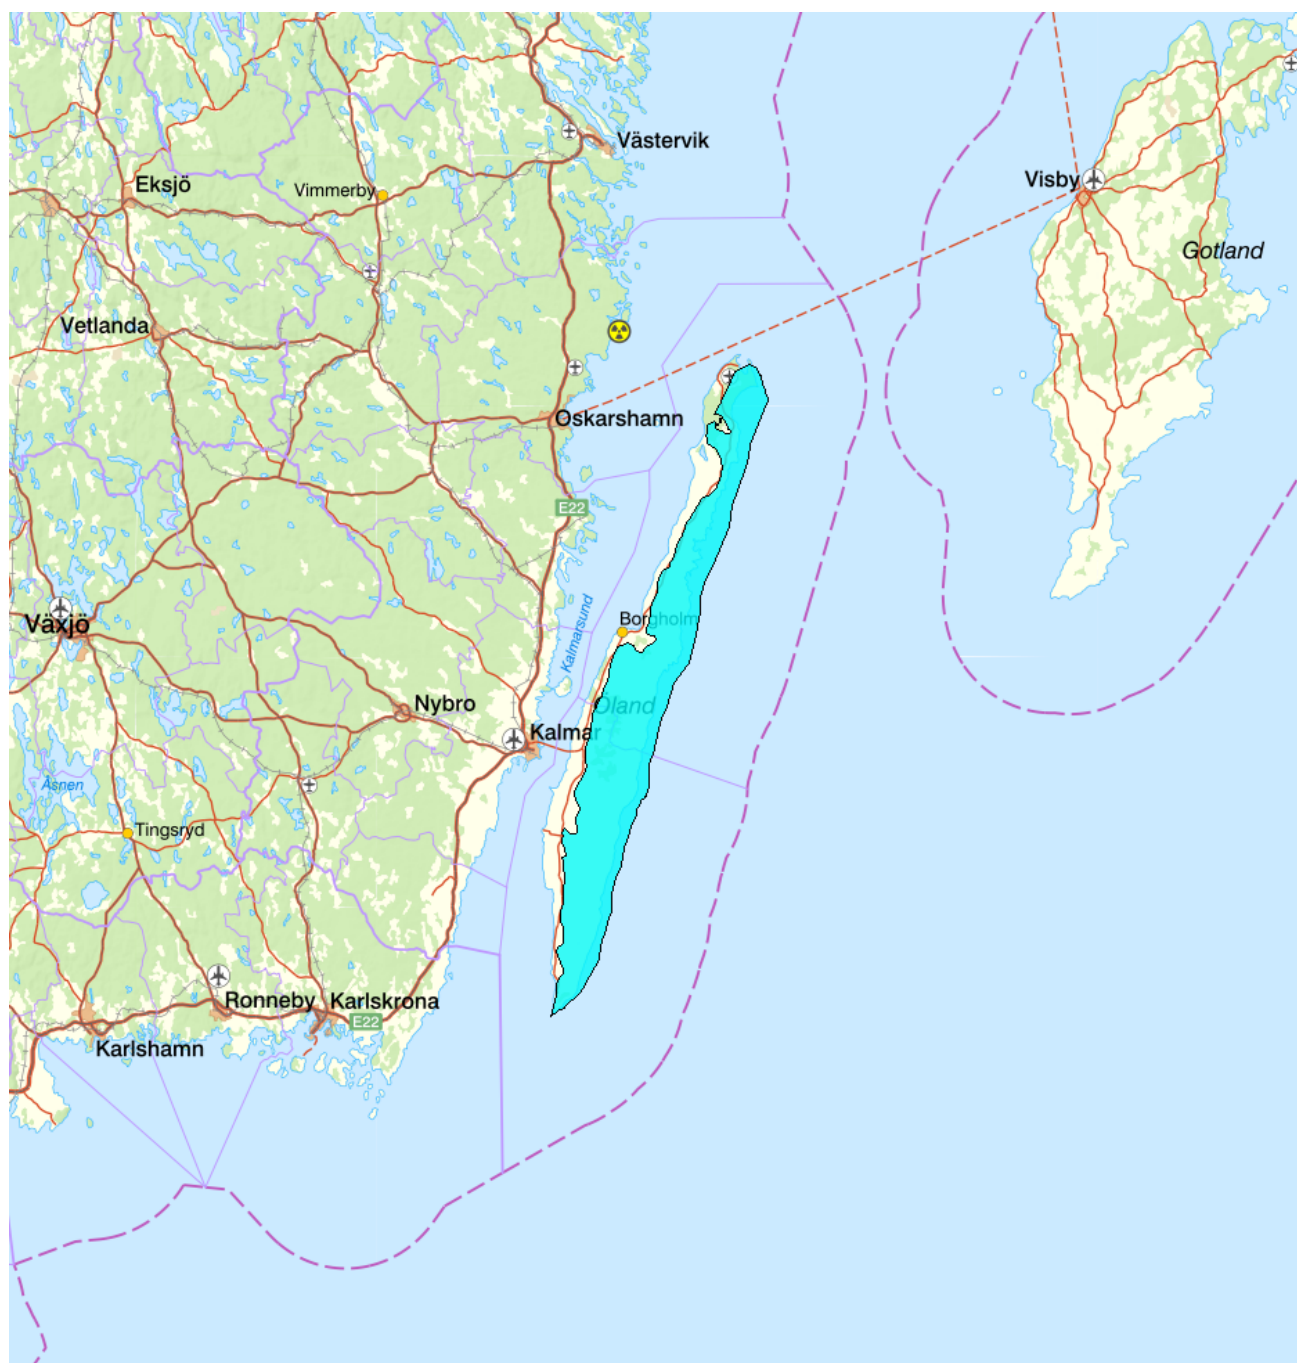 Västervik
Eksjö
Vimmerby
Visby
Gotland
Vetlanda
Oskarshamn
E22
Kalmarsund
Växjö
Borgholm
Nybro
Öland
Kalmar
Åsnen
Tingsryd
Ronneby
Karlskrona
E22
Karlshamn